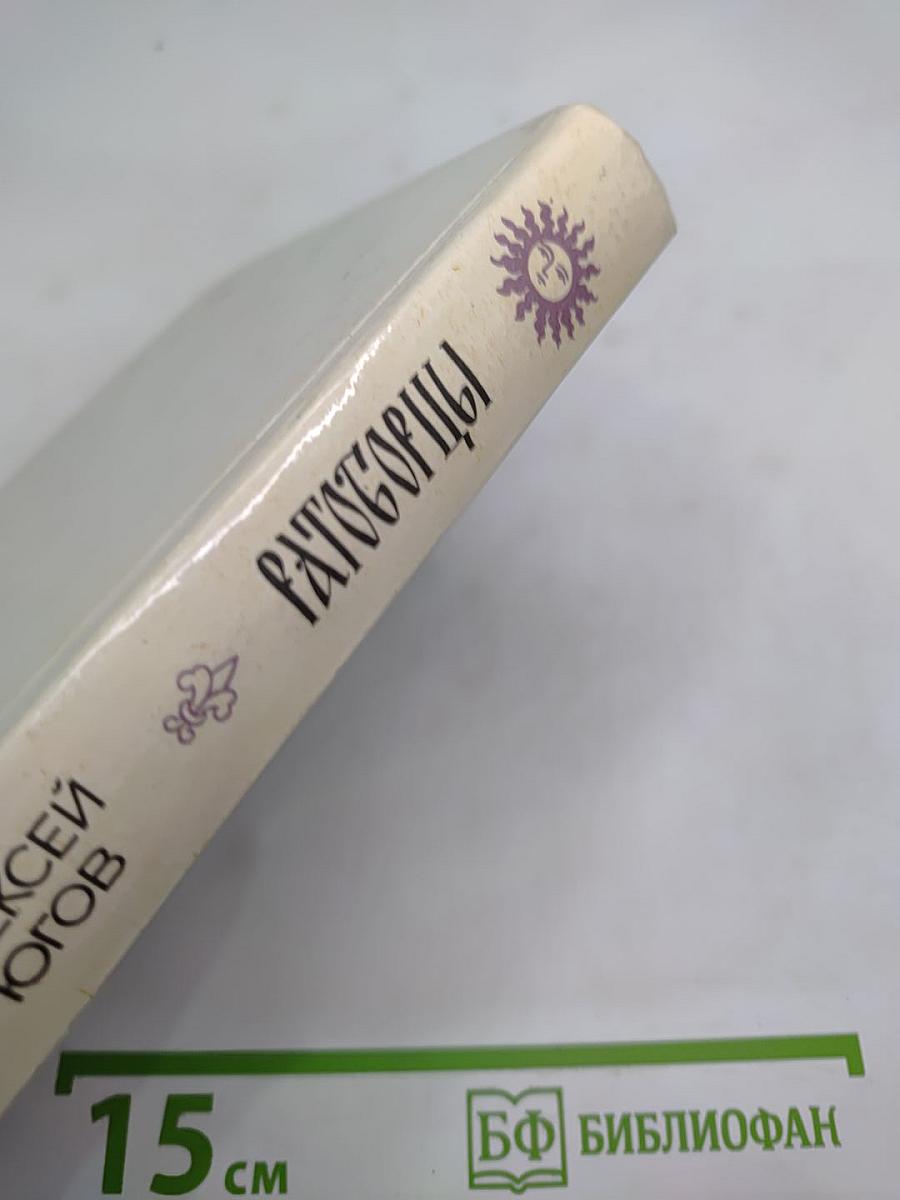 РАТОБОРЦЫ
ЕКСЕЙ
ЮГОВ
15 см
БФ БИБЛИОФАН